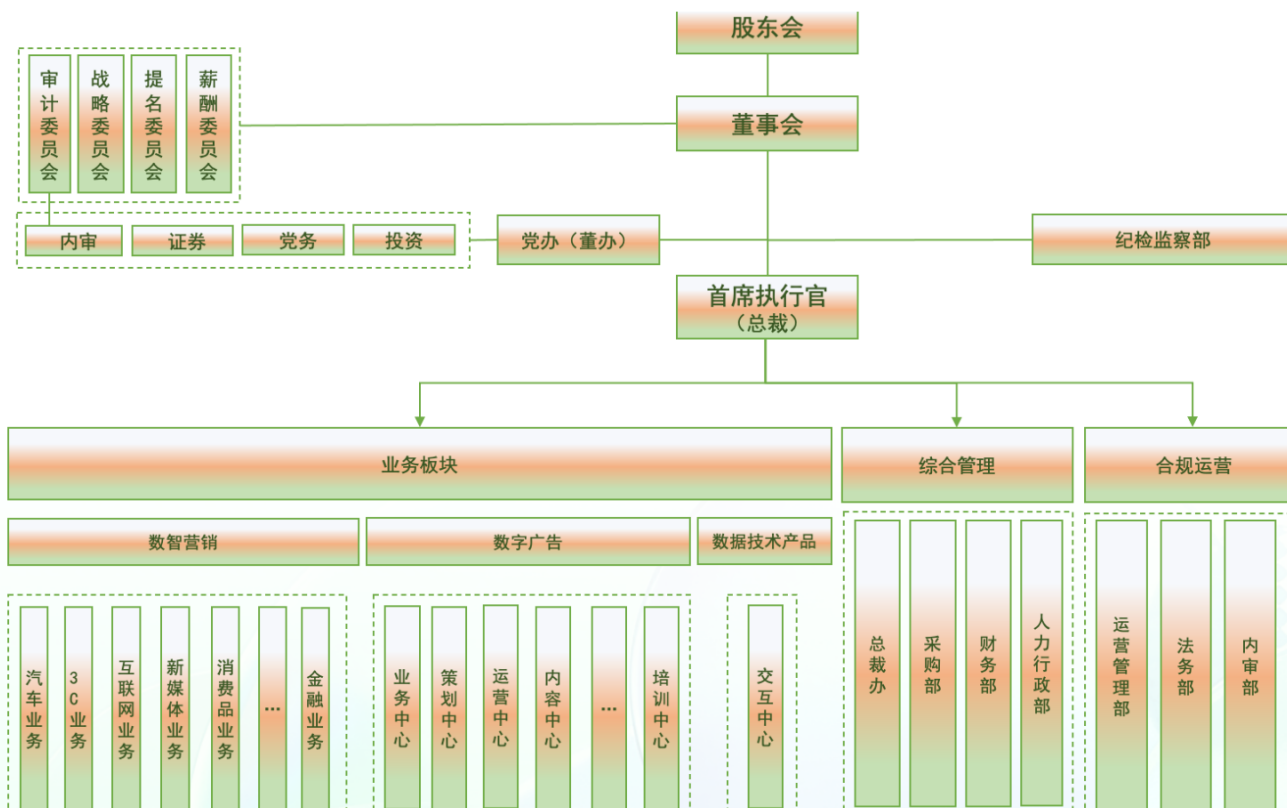 股东会
审计委员会
战略委员会
提名委员会
薪酬委员会
董事会
内审
证券
党务
投资
党办（董办）
纪检监察部
首席执行官
（总裁）
业务板块
综合管理
合规运营
数智营销
数字广告
数据技术产品
汽车业务
3C业务
互联网业务
新媒体业务
消费品业务
...
金融业务
业务中心
策划中心
运营中心
内容中心
...
培训中心
交互中心
总裁办
采购部
财务部
人力行政部
运营管理部
法务部
内审部